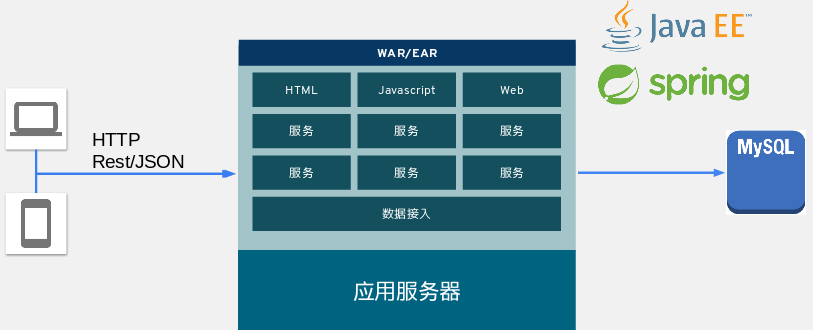 Java EE™
spring
WAR/EAR
HTML
Javascript
Web
服务
服务
服务
服务
服务
服务
数据接入
应用服务器
HTTP
Rest/JSON
MySQL